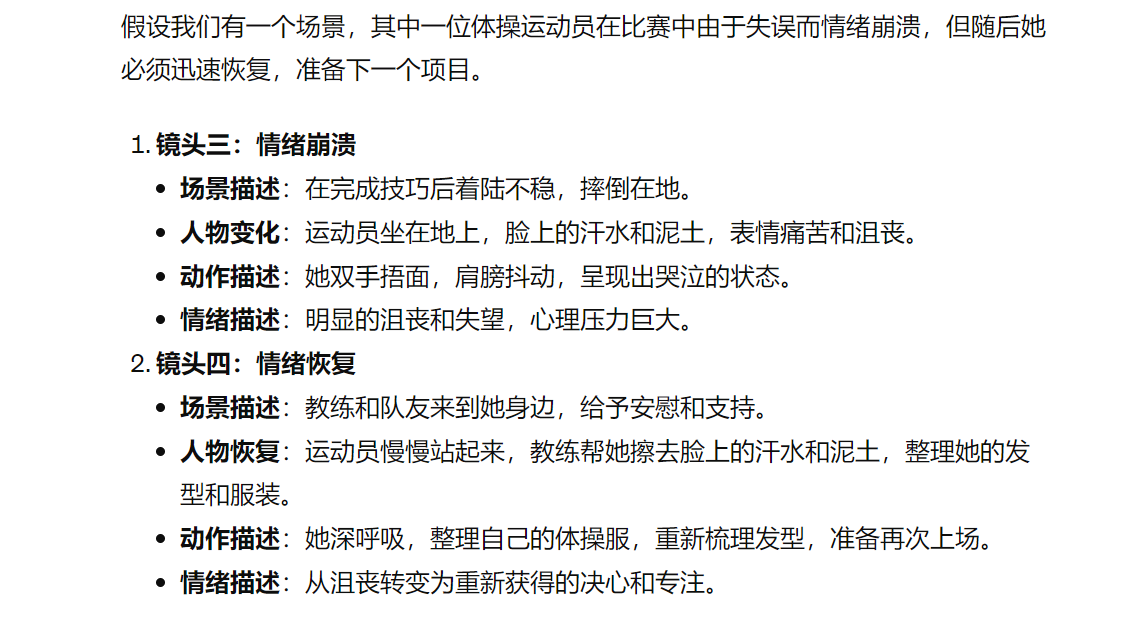 假设我们有一个场景，其中一位体操运动员在比赛中由于失误而情绪崩溃，但随后她
必须迅速恢复，准备下一个项目。
1. 镜头三：情绪崩溃
• 场景描述：在完成技巧后着陆不稳，摔倒在地。
• 人物变化：运动员坐在地上，脸上的汗水和泥土，表情痛苦和沮丧。
• 动作描述：她双手捂面，肩膀抖动，呈现出哭泣的状态。
• 情绪描述：明显的沮丧和失望，心理压力巨大。
2. 镜头四：情绪恢复
• 场景描述：教练和队友来到她身边，给予安慰和支持。
• 人物恢复：运动员慢慢站起来，教练帮她擦去脸上的汗水和泥土，整理她的发
型和服装。
• 动作描述：她深呼吸，整理自己的体操服，重新梳理发型，准备再次上场。
• 情绪描述：从沮丧转变为重新获得的决心和专注。